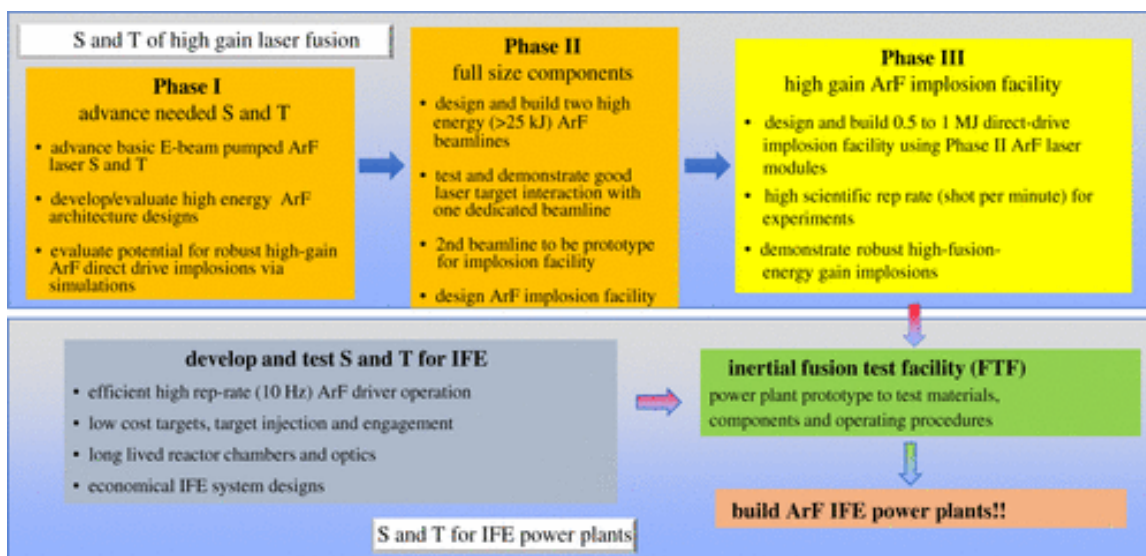 S and T of high gain laser fusion
Phase I
advance needed S and T
• advance basic E-beam pumped ArF
laser S and T
• develop/evaluate high energy ArF
architecture designs
• evaluate potential for robust high-gain
ArF direct drive implosions via
simulations
Phase II
full size components
• design and build two high
energy (>25 kJ) ArF
beamlines
• test and demonstrate good
laser target interaction with
one dedicated beamline
• 2nd beamline to be prototype
for implosion facility
• design ArF implosion facility
Phase III
high gain ArF implosion facility
• design and build 0.5 to 1 MJ direct-drive
implosion facility using Phase II ArF laser
modules
• high scientific rep rate (shot per minute) for
experiments
• demonstrate robust high-fusion-
energy gain implosions
develop and test S and T for IFE
• efficient high rep-rate (10 Hz) ArF driver operation
• low cost targets, target injection and engagement
• long lived reactor chambers and optics
• economical IFE system designs
S and T for IFE power plants
inertial fusion test facility (FTF)
power plant prototype to test materials,
components and operating procedures
build ArF IFE power plants!!